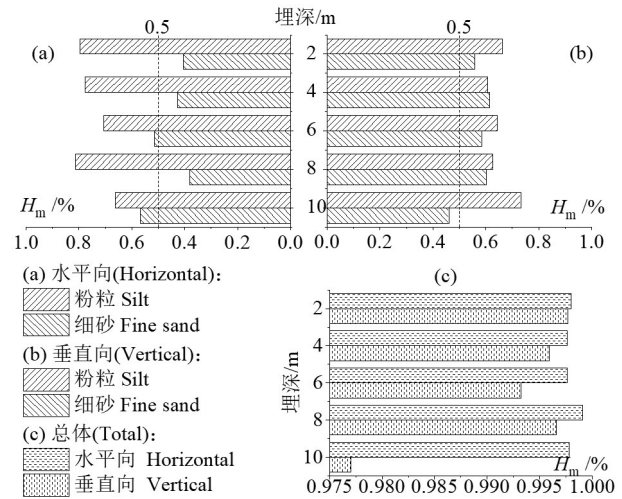 埋深/m
0.5 0.5
(a) (b)
2
4
6
8
10
H_m /% H_m /%
1.0 0.8 0.6 0.4 0.2 0.0 0.0 0.2 0.4 0.6 0.8 1.0
(a) 水平向(Horizontal):
粉粒 Silt
细砂 Fine sand
(b) 垂直向(Vertical):
粉粒 Silt
细砂 Fine sand
(c) 总体(Total):
水平向 Horizontal
垂直向 Vertical
(c)
埋深/m
2
4
6
8
10
H_m /%
0.975 0.980 0.985 0.990 0.995 1.000